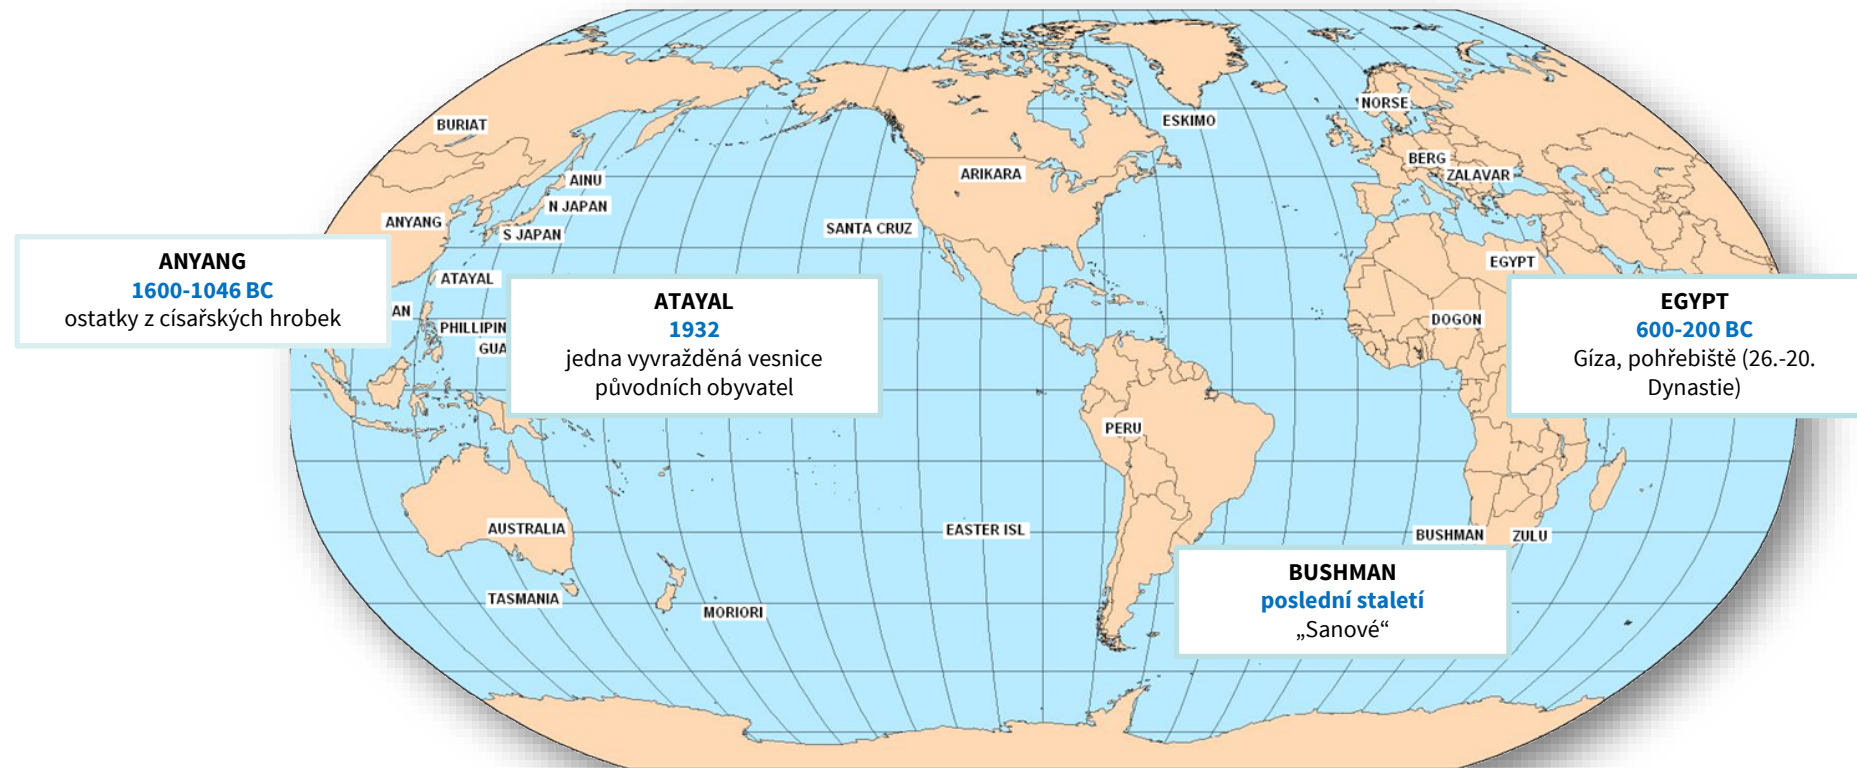 NORSE
ESKIMO
BURIAT
BERG
ARIKARA
ZALAVAR
AINU
N JAPAN
ANYANG
SANTA CRUZ
S JAPAN
EGYPT
ATAYAL
AN
DOGON
PHILLIPIN
GUA
ANYANG
1600-1046 BC
ostatky z císařských hrobek
ATAYAL
1932
jedna vyvražděná vesnice
původních obyvatel
EGYPT
600-200 BC
Gíza, pohřebiště (26.-20.
Dynastie)
PERU
AUSTRALIA
EASTER ISL
BUSHMAN
ZULU
TASMANIA
MORIORI
BUSHMAN
poslední staletí
„Sanové“